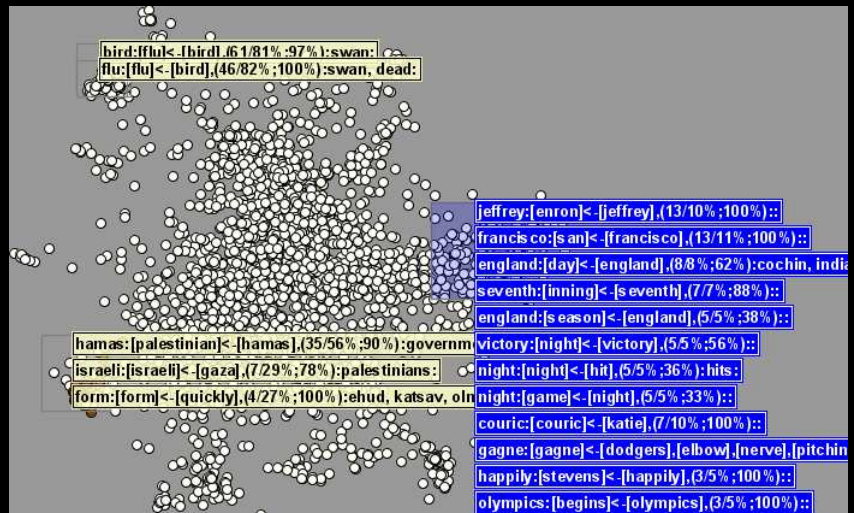 bird:[flu]<-[bird],(61/81%;97%):swan:
flu:[flu]<-[bird],(46/82%;100%):swan, dead:
jeffrey:[enron]<-[jeffrey],(13/10%;100%)::
francisco:[san]<-[francisco],(13/11%;100%)::
england:[day]<-[england],(8/8%;62%):cochin, india
seventh:[inning]<-[seventh],(7/7%;88%)::
england:[season]<-[england],(5/5%;38%)::
hamas:[palestinian]<-[hamas],(35/56%;90%):governme
victory:[night]<-[victory],(5/5%;56%)::
israeli:[israeli]<-[gaza],(7/29%;78%):palestinians:
night:[night]<-[hit],(5/5%;36%):hits:
form:[form]<-[quickly],(4/27%;100%):ehud, katsav, olm
night:[game]<-[night],(5/5%;33%)::
couric:[couric]<-[katie],(7/10%;100%)::
gagne:[gagne]<-[dodgers],[elbow],[nerve],[pitchin
happily:[stevens]<-[happily],(3/5%;100%)::
olympics:[begins]<-[olympics],(3/5%;100%)::